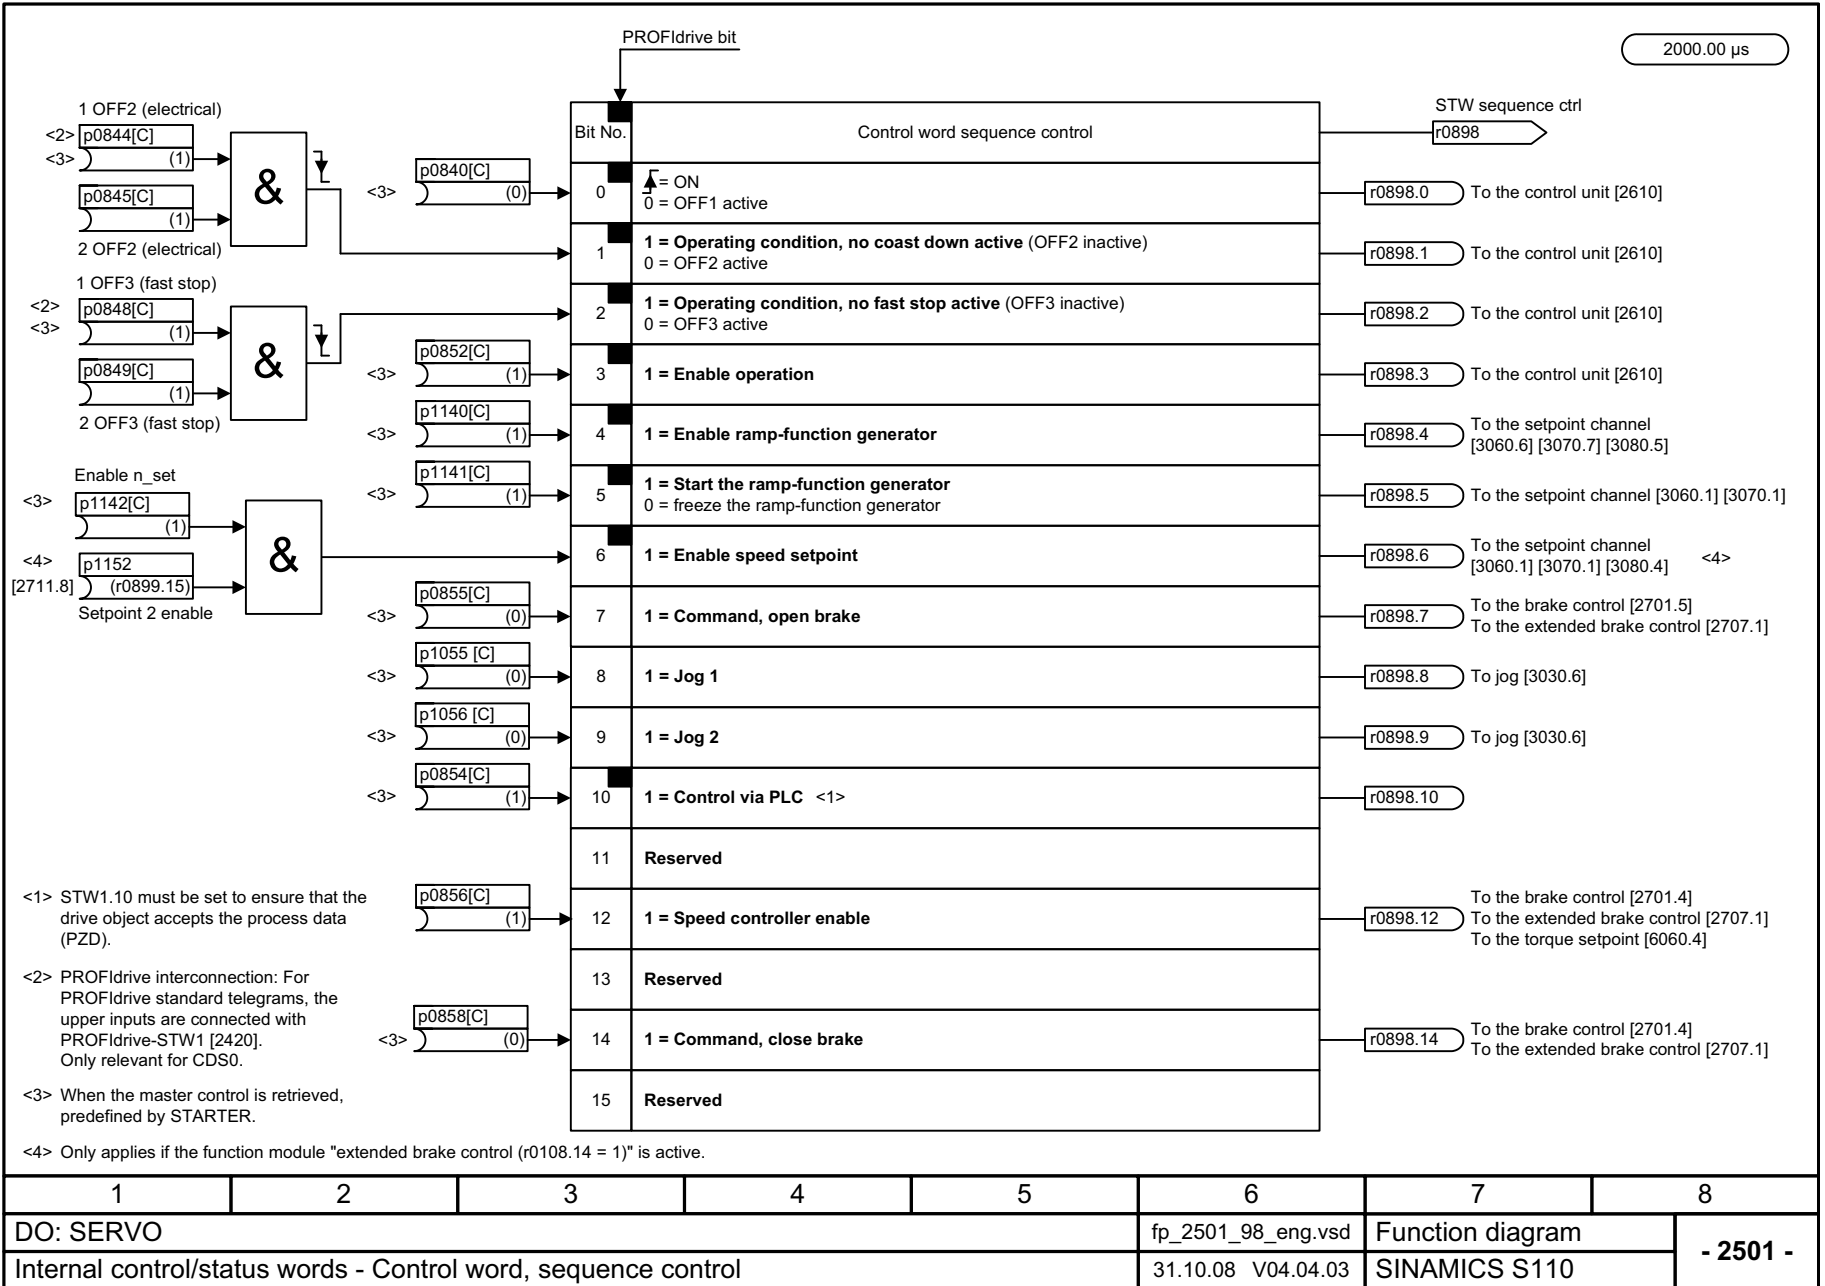 PROFIdrive bit
2000.00 µs
1 OFF2 (electrical)
<2> p0844[C]
<3> (1)
p0845[C]
(1)
2 OFF2 (electrical)
&
1 OFF3 (fast stop)
<2> p0848[C]
<3> (1)
p0849[C]
(1)
2 OFF3 (fast stop)
&
Enable n_set
<3> p1142[C]
(1)
<4> p1152
[2711.8] (r0899.15)
Setpoint 2 enable
&
Bit No. Control word sequence control
STW sequence ctrl
r0898
p0840[C]
<3> (0) 0 = ON
0 = OFF1 active
r0898.0 To the control unit [2610]
1 1 = Operating condition, no coast down active (OFF2 inactive)
0 = OFF2 active
r0898.1 To the control unit [2610]
2 1 = Operating condition, no fast stop active (OFF3 inactive)
0 = OFF3 active
r0898.2 To the control unit [2610]
p0852[C]
<3> (1) 3 1 = Enable operation
r0898.3 To the control unit [2610]
p1140[C]
<3> (1) 4 1 = Enable ramp-function generator
r0898.4 To the setpoint channel
[3060.6] [3070.7] [3080.5]
p1141[C]
<3> (1) 5 1 = Start the ramp-function generator
0 = freeze the ramp-function generator
r0898.5 To the setpoint channel [3060.1] [3070.1]
6 1 = Enable speed setpoint
r0898.6 To the setpoint channel
[3060.1] [3070.1] [3080.4] <4>
p0855[C]
<3> (0) 7 1 = Command, open brake
r0898.7 To the brake control [2701.5]
To the extended brake control [2707.1]
p1055 [C]
<3> (0) 8 1 = Jog 1
r0898.8 To jog [3030.6]
p1056 [C]
<3> (0) 9 1 = Jog 2
r0898.9 To jog [3030.6]
p0854[C]
<3> (1) 10 1 = Control via PLC <1>
r0898.10
11 Reserved
p0856[C]
(1) 12 1 = Speed controller enable
r0898.12 To the brake control [2701.4]
To the extended brake control [2707.1]
To the torque setpoint [6060.4]
13 Reserved
p0858[C]
<3> (0) 14 1 = Command, close brake
r0898.14 To the brake control [2701.4]
To the extended brake control [2707.1]
15 Reserved
<1> STW1.10 must be set to ensure that the
drive object accepts the process data
(PZD).
<2> PROFIdrive interconnection: For
PROFIdrive standard telegrams, the
upper inputs are connected with
PROFIdrive-STW1 [2420].
Only relevant for CDS0.
<3> When the master control is retrieved,
predefined by STARTER.
<4> Only applies if the function module "extended brake control (r0108.14 = 1)" is active.
1 2 3 4 5 6 7 8
DO: SERVO fp_2501_98_eng.vsd Function diagram
- 2501 -
Internal control/status words - Control word, sequence control 31.10.08 V04.04.03 SINAMICS S110